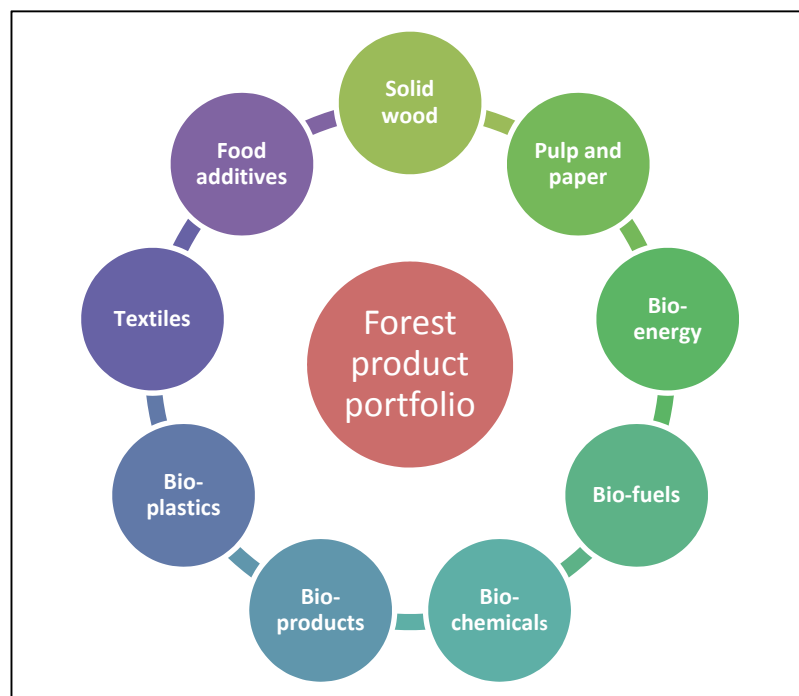 Solid
wood
Pulp and
paper
Bio-
energy
Bio-fuels
Bio-
chemicals
Bio-
products
Bio-
plastics
Textiles
Food
additives
Forest
product
portfolio